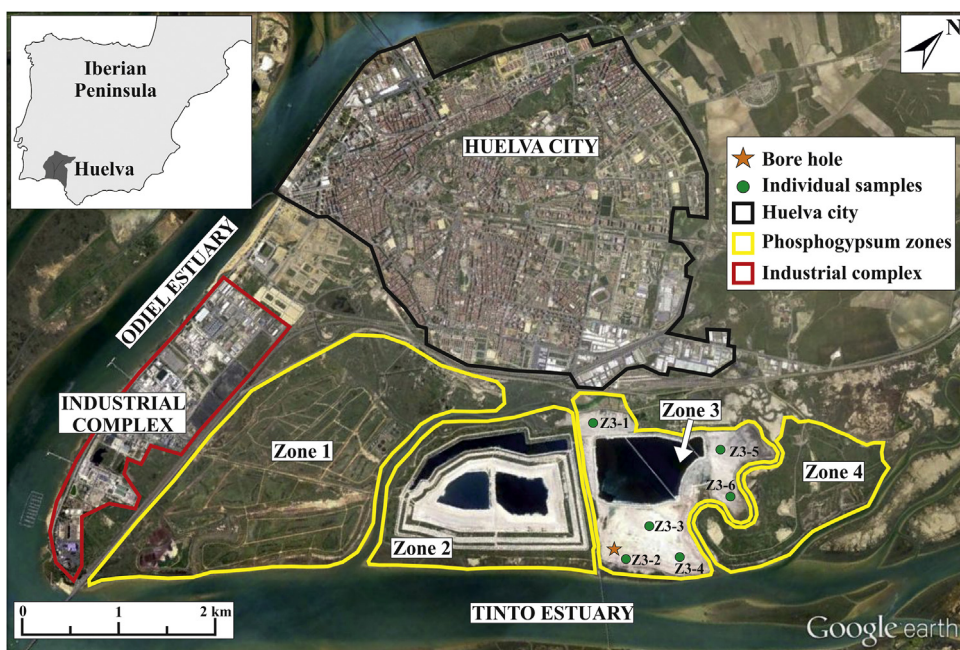 Iberian
Peninsula
Huelva
N
HUELVA CITY
Bore hole
Individual samples
Huelva city
Phosphogypsum zones
Industrial complex
ODIEL ESTUARY
INDUSTRIAL
COMPLEX
Zone 1
Zone 2
Zone 3
Zone 4
Z3-1
Z3-5
Z3-6
Z3-3
Z3-2
Z3-4
0 1 2 km
TINTO ESTUARY
Google earth